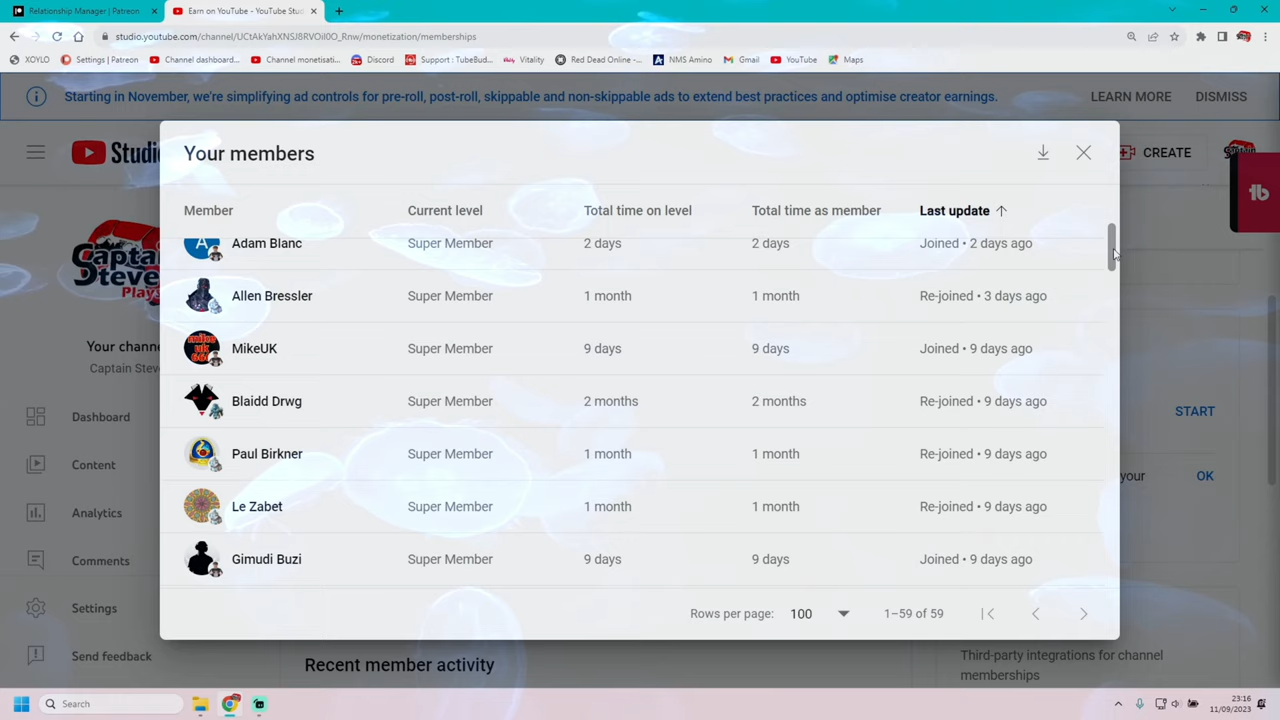 Relationship Manager | Patreon
Earn on YouTube - YouTube Stud
studio.youtube.com/channel/UCtAkYahXNSJ8RVOil0O_Rnw/monetization/memberships
XOYLO Settings | Patreon Channel dashboard... Channel monetisati... Discord Support : TubeBud... Vitality Red Dead Online -... NMS Amino Gmail YouTube Maps
Starting in November, we're simplifying ad controls for pre-roll, post-roll, skippable and non-skippable ads to extend best practices and optimise creator earnings. LEARN MORE DISMISS
Studi
CREATE
Your members
Member Current level Total time on level Total time as member Last update
Adam Blanc Super Member 2 days 2 days Joined • 2 days ago
Allen Bressler Super Member 1 month 1 month Re-joined • 3 days ago
MikeUK Super Member 9 days 9 days Joined • 9 days ago
Blaidd Drwg Super Member 2 months 2 months Re-joined • 9 days ago
Paul Birkner Super Member 1 month 1 month Re-joined • 9 days ago
Le Zabet Super Member 1 month 1 month Re-joined • 9 days ago
Gimudi Buzi Super Member 9 days 9 days Joined • 9 days ago
Rows per page: 100 1–59 of 59
Captain
Steve
Plays
Your chann
Captain Stev
Dashboard
Content
Analytics
Comments
Settings
Send feedback
START
your OK
Recent member activity
Third-party integrations for channel
memberships
Search
23:16
11/09/2023